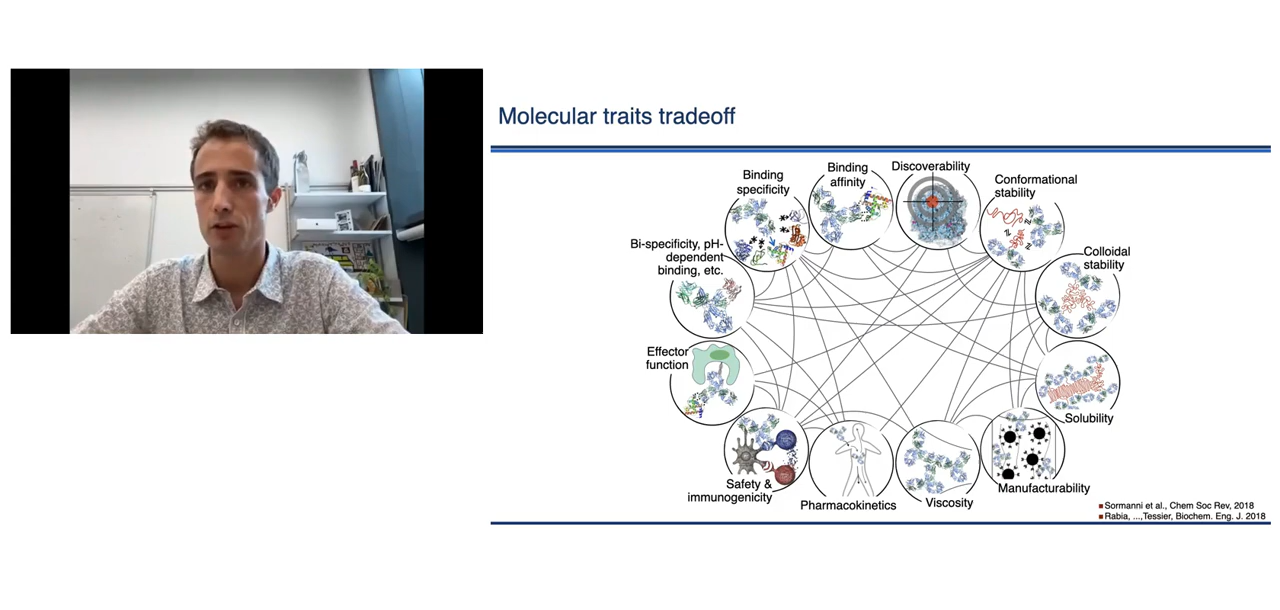 Molecular traits tradeoff
Binding
specificity
Binding
affinity
Discoverability
Conformational
stability
Bi-specificity, pH-
dependent
binding, etc.
Colloidal
stability
Effector
function
Solubility
Safety &
immunogenicity
Pharmacokinetics
Viscosity
Manufacturability
Sormanni et al., Chem Soc Rev, 2018
Rabia, ...,Tessier, Biochem. Eng. J. 2018